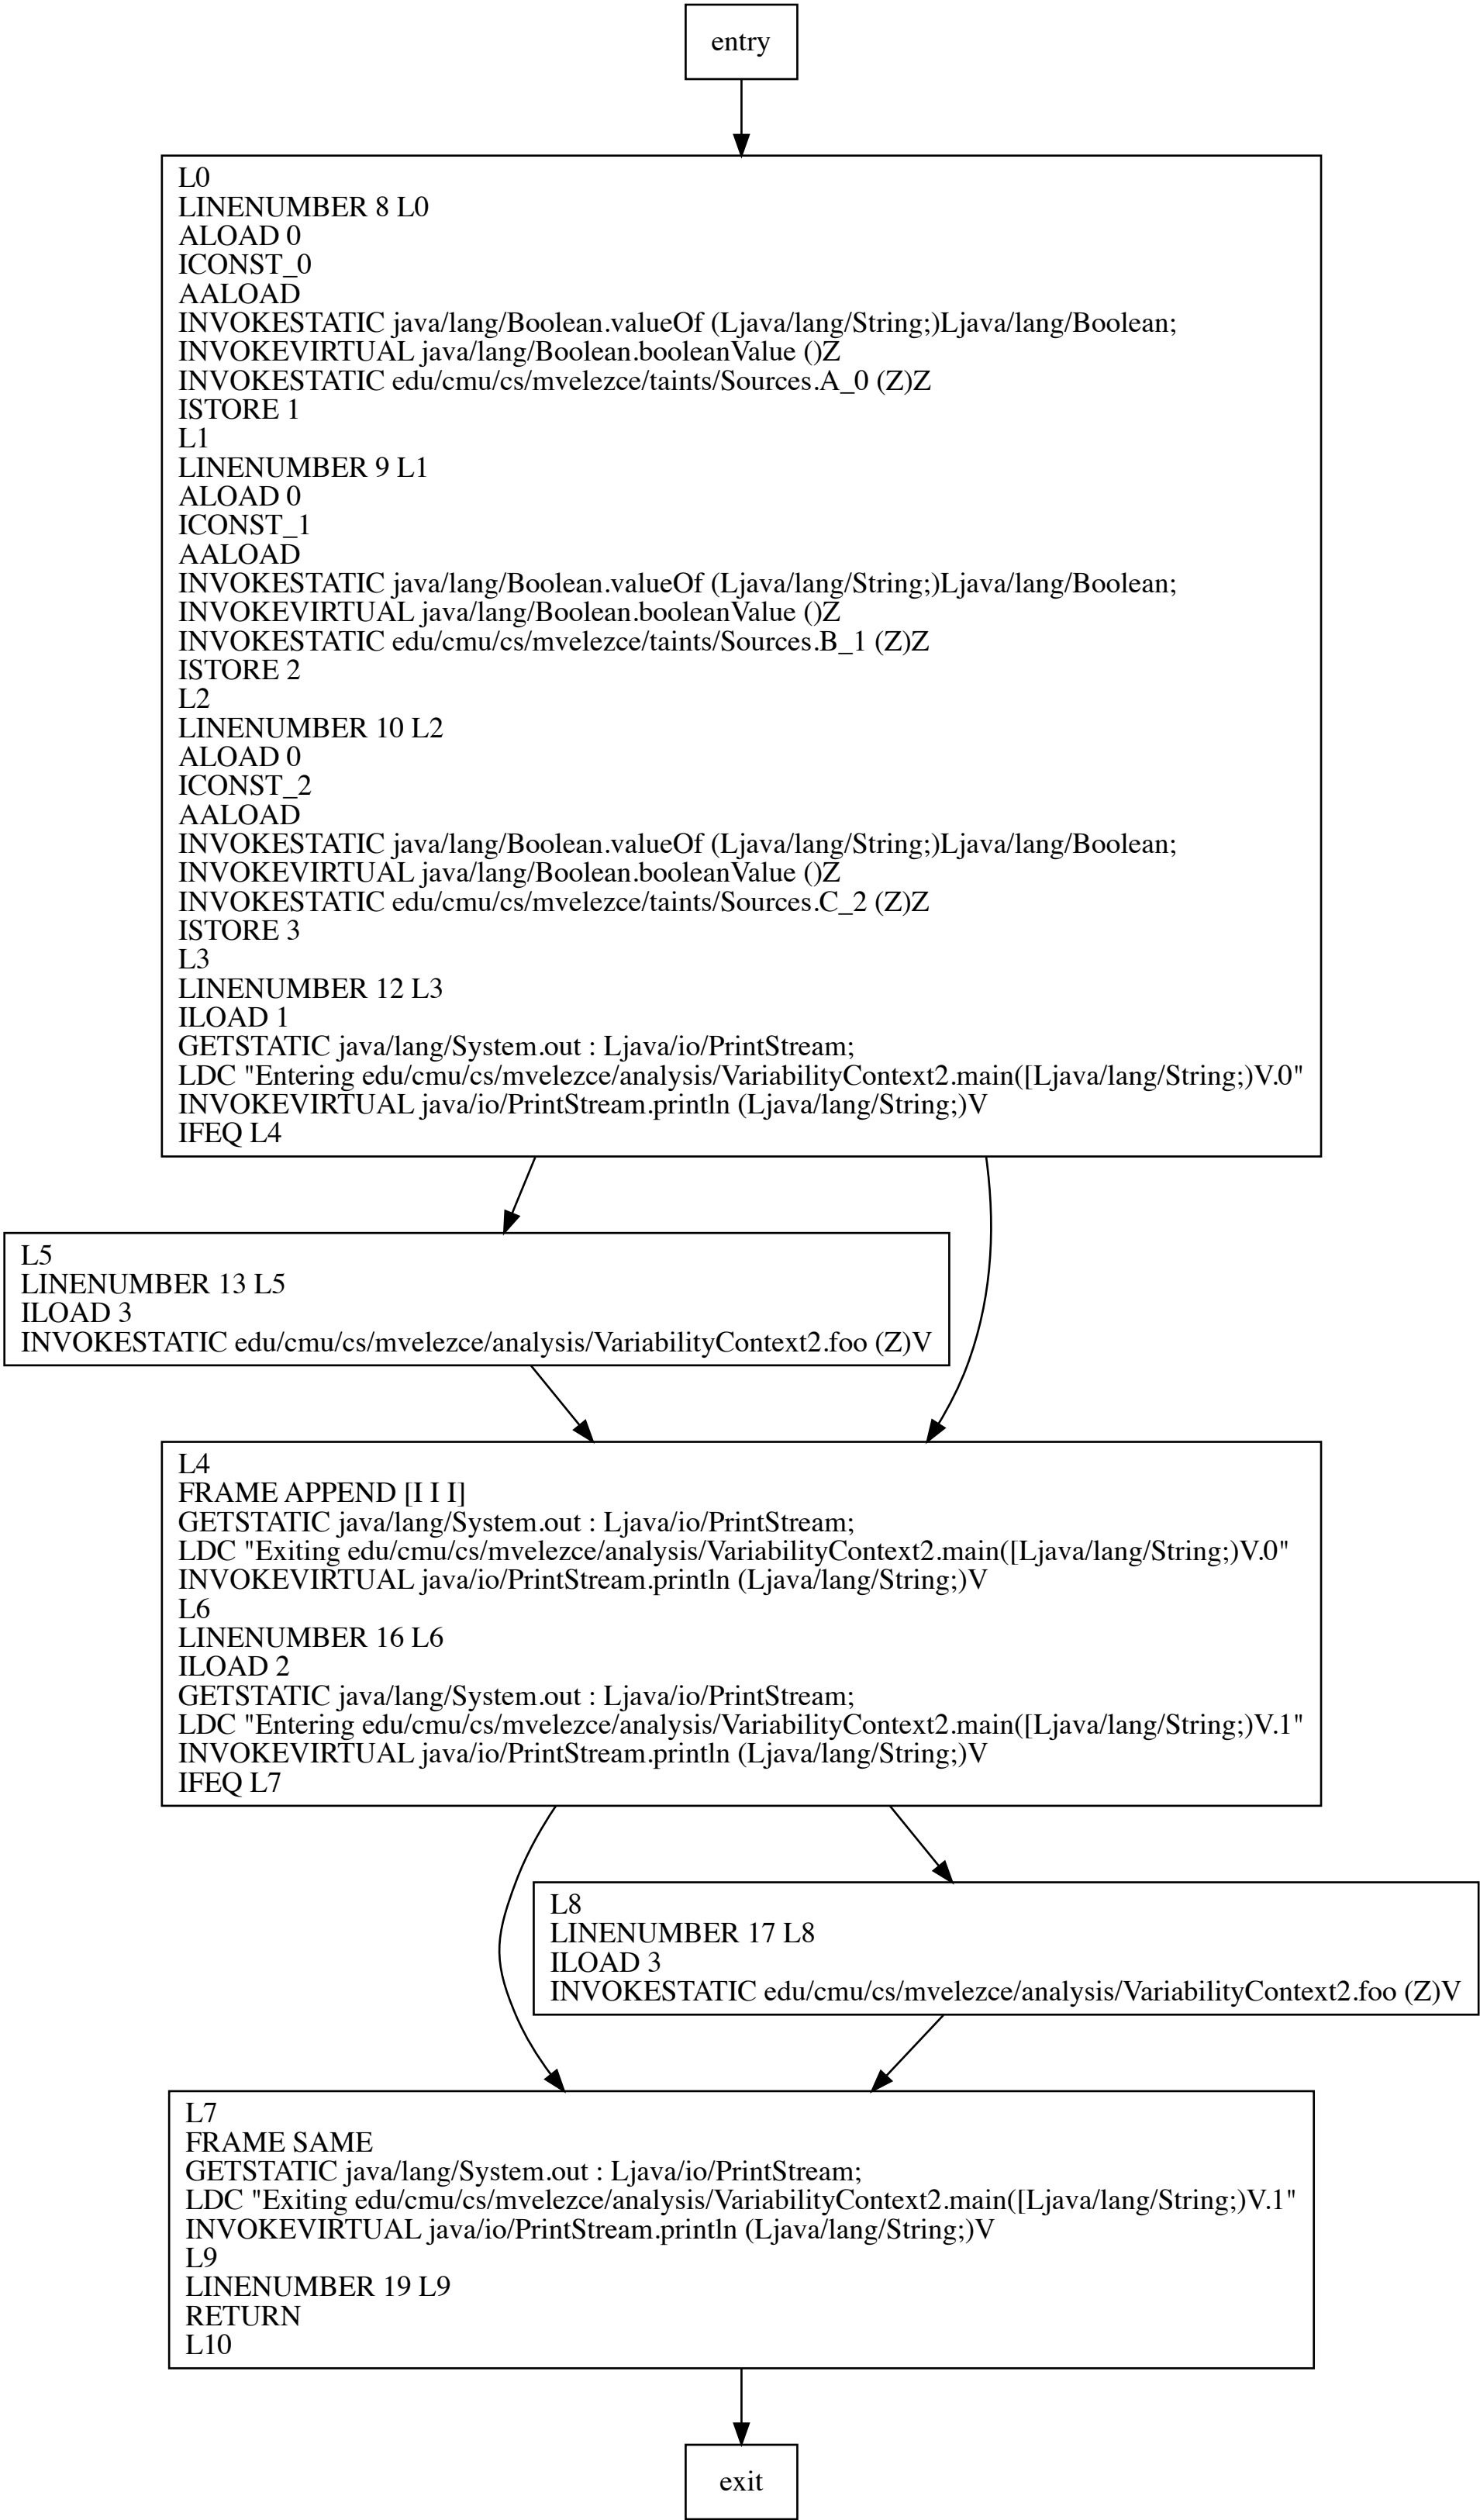 entry
L0
LINENUMBER 8 L0
ALOAD 0
ICONST_0
AALOAD
INVOKESTATIC java/lang/Boolean.valueOf (Ljava/lang/String;)Ljava/lang/Boolean;
INVOKEVIRTUAL java/lang/Boolean.booleanValue ()Z
INVOKESTATIC edu/cmu/cs/mvelezce/taints/Sources.A_0 (Z)Z
ISTORE 1
L1
LINENUMBER 9 L1
ALOAD 0
ICONST_1
AALOAD
INVOKESTATIC java/lang/Boolean.valueOf (Ljava/lang/String;)Ljava/lang/Boolean;
INVOKEVIRTUAL java/lang/Boolean.booleanValue ()Z
INVOKESTATIC edu/cmu/cs/mvelezce/taints/Sources.B_1 (Z)Z
ISTORE 2
L2
LINENUMBER 10 L2
ALOAD 0
ICONST_2
AALOAD
INVOKESTATIC java/lang/Boolean.valueOf (Ljava/lang/String;)Ljava/lang/Boolean;
INVOKEVIRTUAL java/lang/Boolean.booleanValue ()Z
INVOKESTATIC edu/cmu/cs/mvelezce/taints/Sources.C_2 (Z)Z
ISTORE 3
L3
LINENUMBER 12 L3
ILOAD 1
GETSTATIC java/lang/System.out : Ljava/io/PrintStream;
LDC "Entering edu/cmu/cs/mvelezce/analysis/VariabilityContext2.main([Ljava/lang/String;)V.0"
INVOKEVIRTUAL java/io/PrintStream.println (Ljava/lang/String;)V
IFEQ L4
L5
LINENUMBER 13 L5
ILOAD 3
INVOKESTATIC edu/cmu/cs/mvelezce/analysis/VariabilityContext2.foo (Z)V
L4
FRAME APPEND [I I I]
GETSTATIC java/lang/System.out : Ljava/io/PrintStream;
LDC "Exiting edu/cmu/cs/mvelezce/analysis/VariabilityContext2.main([Ljava/lang/String;)V.0"
INVOKEVIRTUAL java/io/PrintStream.println (Ljava/lang/String;)V
L6
LINENUMBER 16 L6
ILOAD 2
GETSTATIC java/lang/System.out : Ljava/io/PrintStream;
LDC "Entering edu/cmu/cs/mvelezce/analysis/VariabilityContext2.main([Ljava/lang/String;)V.1"
INVOKEVIRTUAL java/io/PrintStream.println (Ljava/lang/String;)V
IFEQ L7
L8
LINENUMBER 17 L8
ILOAD 3
INVOKESTATIC edu/cmu/cs/mvelezce/analysis/VariabilityContext2.foo (Z)V
L7
FRAME SAME
GETSTATIC java/lang/System.out : Ljava/io/PrintStream;
LDC "Exiting edu/cmu/cs/mvelezce/analysis/VariabilityContext2.main([Ljava/lang/String;)V.1"
INVOKEVIRTUAL java/io/PrintStream.println (Ljava/lang/String;)V
L9
LINENUMBER 19 L9
RETURN
L10
exit